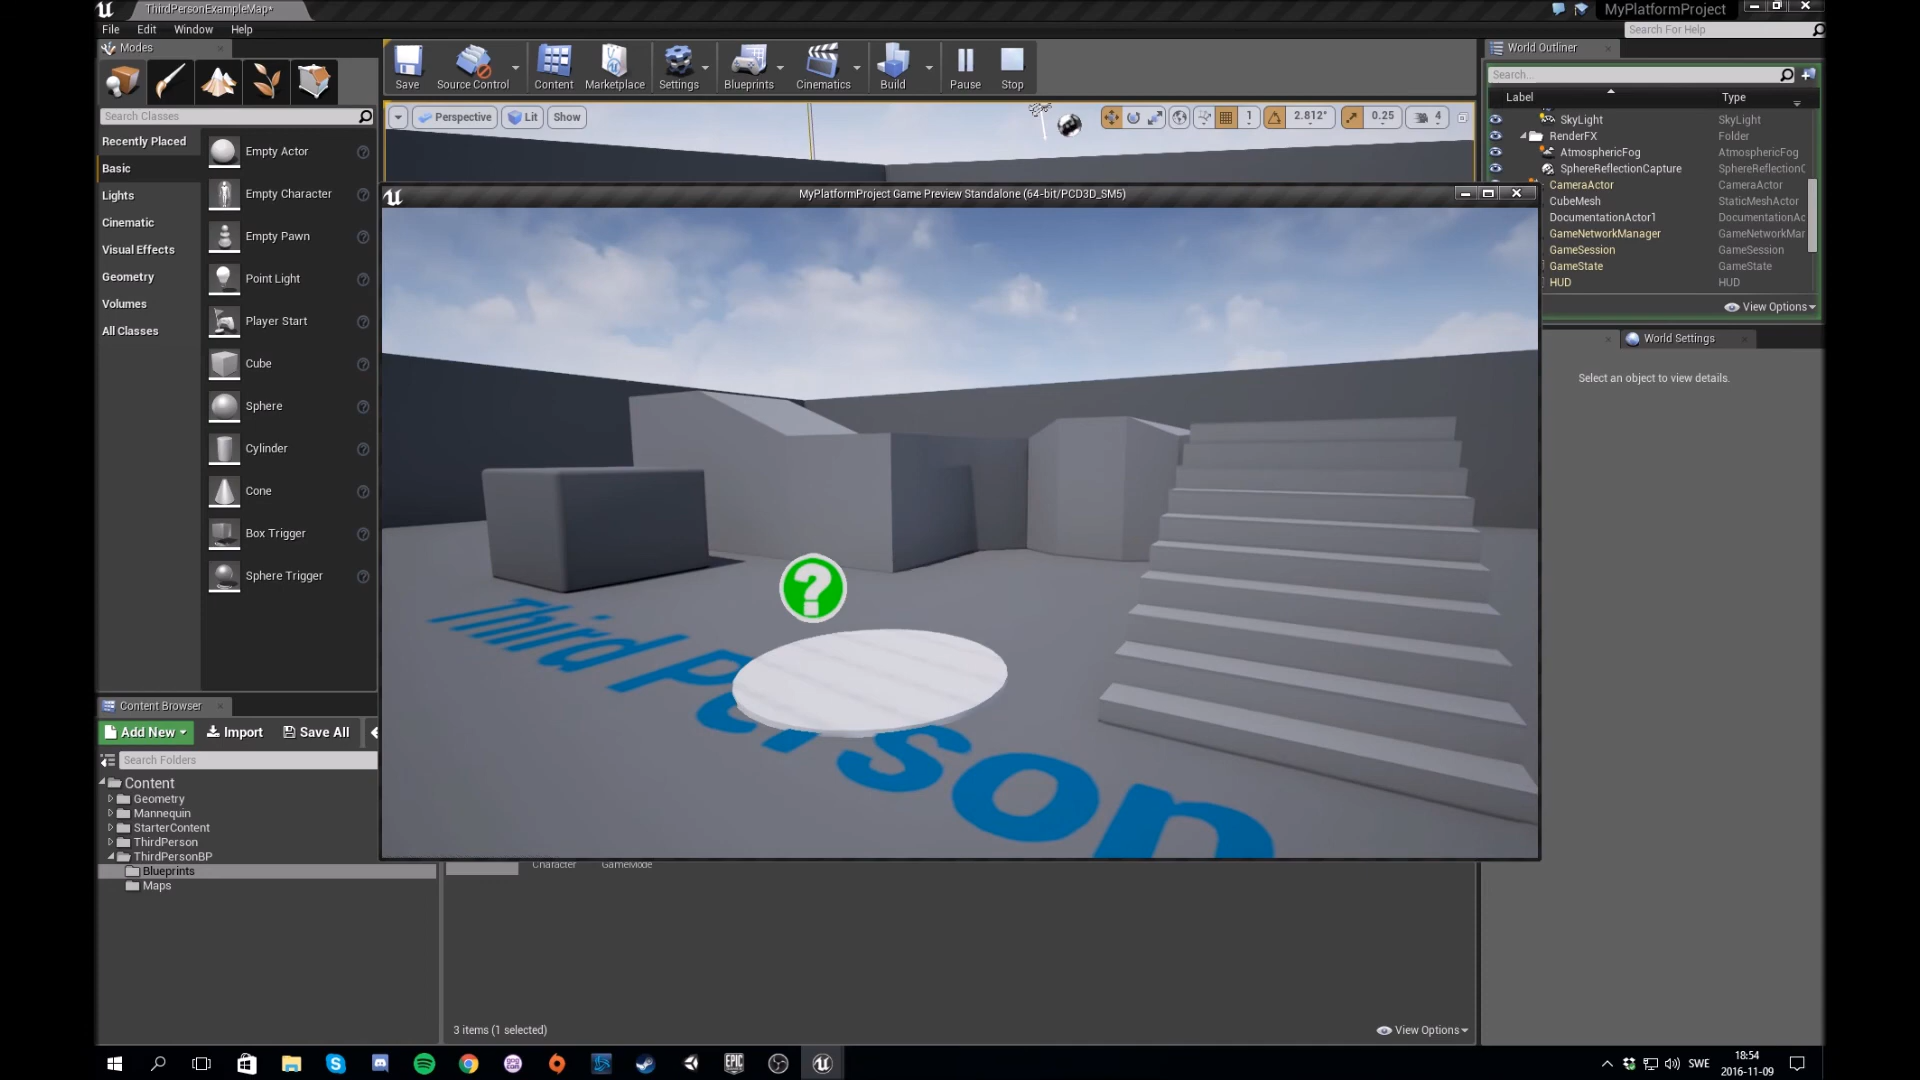 ThirdPersonExampleMap*
MyPlatformProject
File Edit Window Help
Search For Help
Modes
Save
Source Control
Content
Marketplace
Settings
Blueprints
Cinematics
Build
Pause
Stop
World Outliner
Search...
Label Type
Search Classes
Perspective Lit Show
1 2.812° 0.25 4
SkyLight SkyLight
RenderFX Folder
AtmosphericFog AtmosphericFog
SphereReflectionCapture SphereReflectionC
CameraActor CameraActor
CubeMesh StaticMeshActor
DocumentationActor1 DocumentationAc
GameNetworkManager GameNetworkMar
GameSession GameSession
GameState GameState
HUD HUD
View Options
World Settings
Select an object to view details.
Recently Placed
Basic
Lights
Cinematic
Visual Effects
Geometry
Volumes
All Classes
Empty Actor
Empty Character
Empty Pawn
Point Light
Player Start
Cube
Sphere
Cylinder
Cone
Box Trigger
Sphere Trigger
MyPlatformProject Game Preview Standalone (64-bit/PCD3D_SM5)
?
Third Person
Content Browser
Add New Import Save All
Search Folders
Content
Geometry
Mannequin
StarterContent
ThirdPerson
ThirdPersonBP
Blueprints
Maps
Character GameMode
3 items (1 selected)
View Options
EPIC
SWE
18:54
2016-11-09